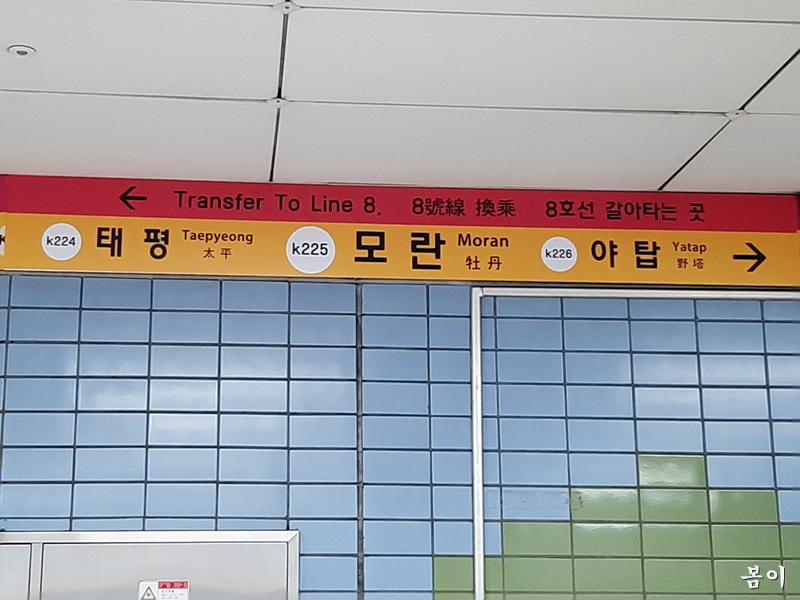 ← Transfer To Line 8. 8號線 換乘 8호선 갈아타는 곳
k224 태평 Taepyeong 太平 k225 모란 Moran 牡丹 k226 야탑 Yatap 野塔 →
봄이